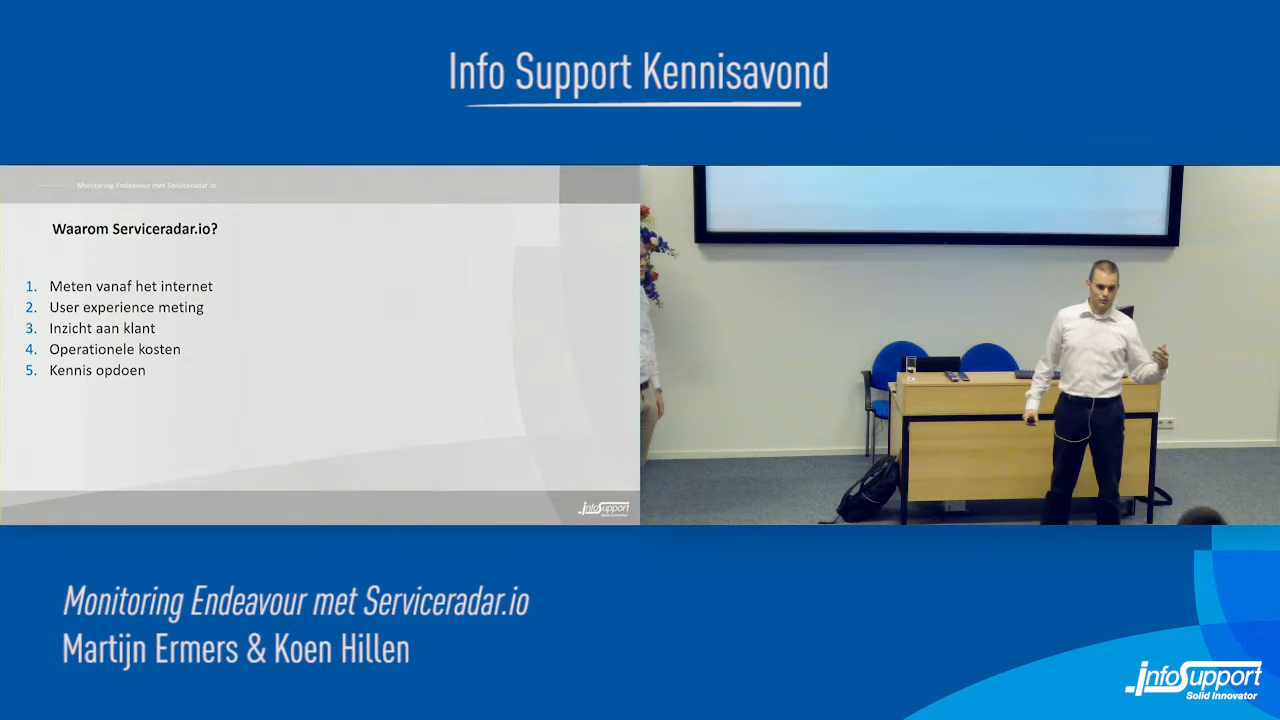 Info Support Kennisavond
Monitoring Endeavour met Serviceradar.io
Waarom Serviceradar.io?
1. Meten vanaf het internet
2. User experience meting
3. Inzicht aan klant
4. Operationele kosten
5. Kennis opdoen
infoSupport
Monitoring Endeavour met Serviceradar.io
Martijn Ermers & Koen Hillen
infoSupport
Solid Innovator